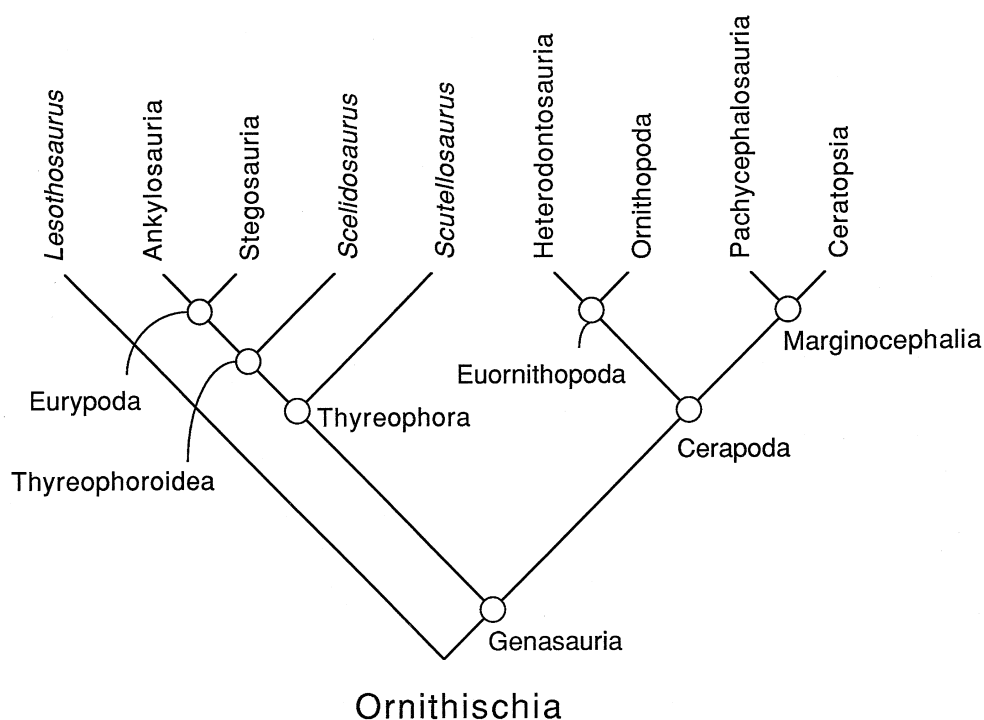 Lesothosaurus
Ankylosauria
Stegosauria
Scelidosaurus
Scutellosaurus
Heterodontosauria
Ornithopoda
Pachycephalosauria
Ceratopsia
Marginocephalia
Euornithopoda
Eurypoda
Thyreophora
Cerapoda
Thyreophoroidea
Genasauria
Ornithischia